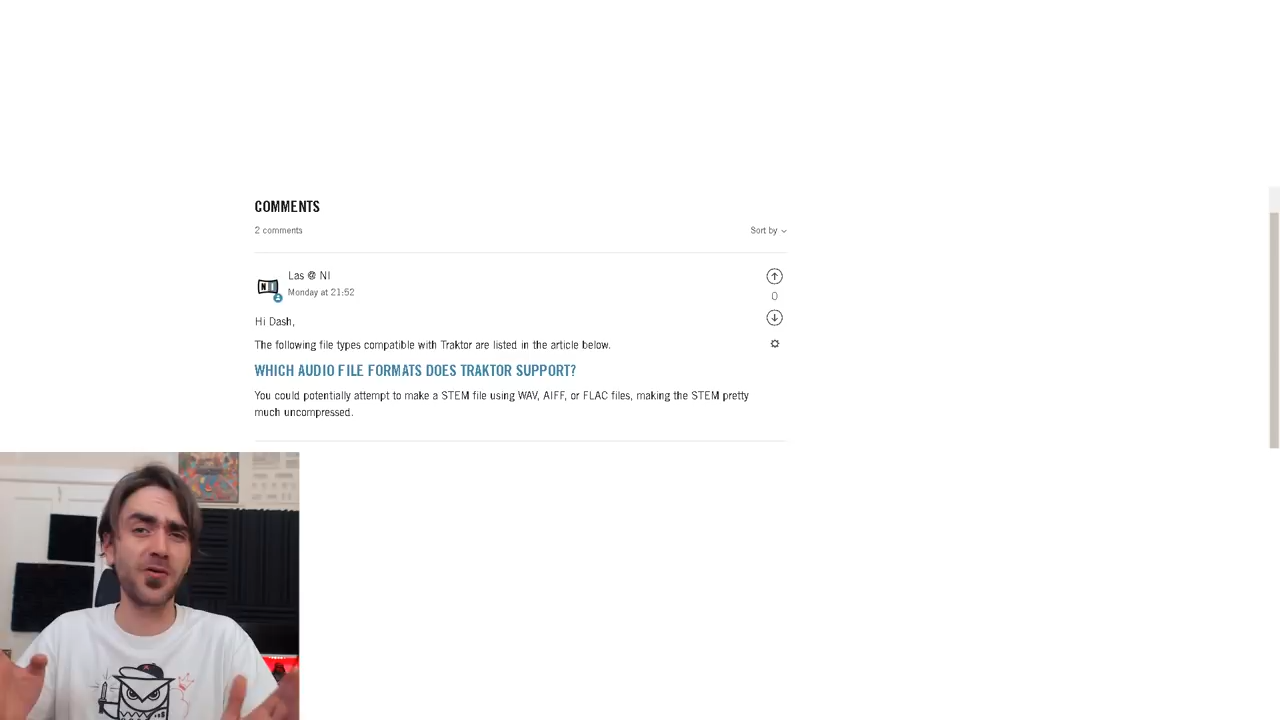 COMMENTS
2 comments
Sort by
Las @ NI
Monday at 21:52
0
Hi Dash,
The following file types compatible with Traktor are listed in the article below.
WHICH AUDIO FILE FORMATS DOES TRAKTOR SUPPORT?
You could potentially attempt to make a STEM file using WAV, AIFF, or FLAC files, making the STEM pretty
much uncompressed.